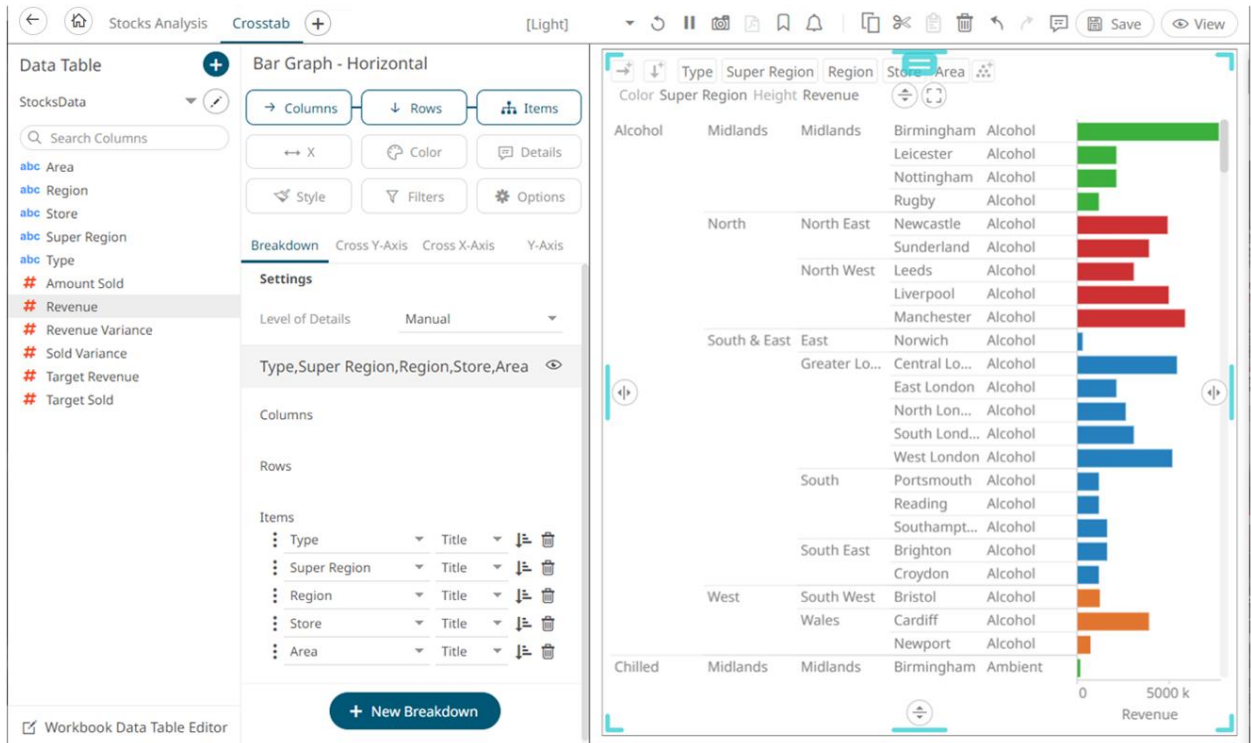 Stocks Analysis Crosstab [Light] Save View
Data Table
StocksData
Search Columns
abc Area
abc Region
abc Store
abc Super Region
abc Type
# Amount Sold
# Revenue
# Revenue Variance
# Sold Variance
# Target Revenue
# Target Sold
Workbook Data Table Editor
Bar Graph - Horizontal
Columns Rows Items
X Color Details
Style Filters Options
Breakdown Cross Y-Axis Cross X-Axis Y-Axis
Settings
Level of Details Manual
Type,Super Region,Region,Store,Area
Columns
Rows
Items
Type Title
Super Region Title
Region Title
Store Title
Area Title
+ New Breakdown
Type Super Region Region Store Area
Color Super Region Height Revenue
Alcohol Midlands Midlands Birmingham Alcohol
Leicester Alcohol
Nottingham Alcohol
Rugby Alcohol
North North East Newcastle Alcohol
Sunderland Alcohol
North West Leeds Alcohol
Liverpool Alcohol
Manchester Alcohol
South & East East Norwich Alcohol
Greater Lo... Central Lo... Alcohol
East London Alcohol
North Lon... Alcohol
South Lond... Alcohol
West London Alcohol
South Portsmouth Alcohol
Reading Alcohol
Southampt... Alcohol
South East Brighton Alcohol
Croydon Alcohol
West South West Bristol Alcohol
Wales Cardiff Alcohol
Newport Alcohol
Chilled Midlands Midlands Birmingham Ambient
0 5000 k
Revenue